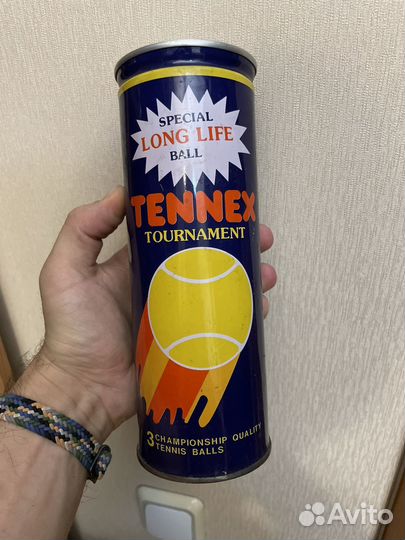 SPECIAL
LONG LIFE
BALL
TENNEX
TOURNAMENT
3 CHAMPIONSHIP QUALITY
TENNIS BALLS
Avito